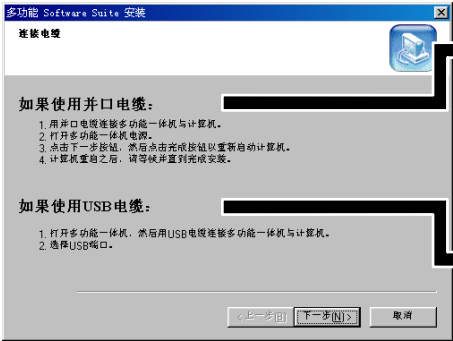 多功能 Software Suite 安装
连接电缆
如果使用并口电缆：
1. 用并口电缆连接多功能一体机与计算机。
2. 打开多功能一体机电源。
3. 点击下一步按钮，然后点击完成按钮以重新启动计算机。
4. 计算机重启之后，请等候并直到完成安装。
如果使用USB电缆：
1. 打开多功能一体机，然后用USB电缆连接多功能一体机与计算机。
2. 选择USB端口。
<上一步(B)
下一步(N)>
取消